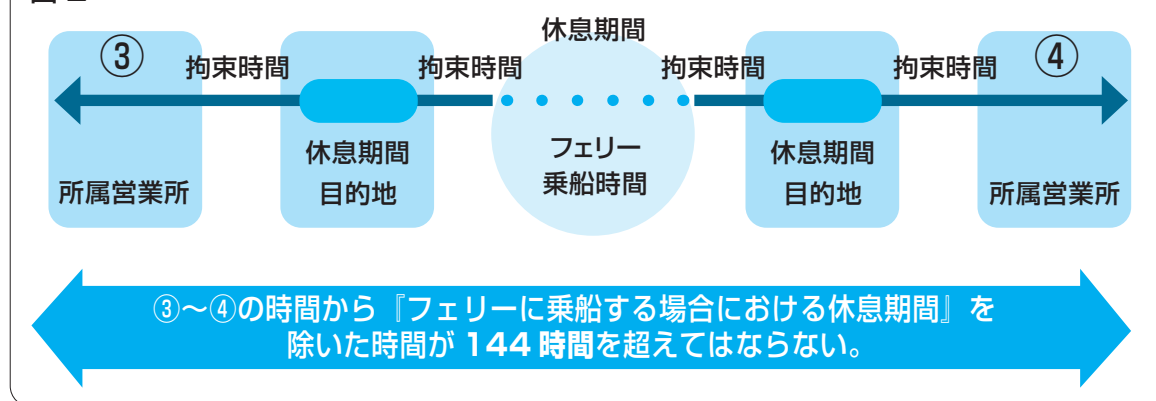 休息期間
③
④
拘束時間
拘束時間
拘束時間
拘束時間
休息期間
目的地
フェリー
乗船時間
休息期間
目的地
所属営業所
所属営業所
③～④の時間から『フェリーに乗船する場合における休息期間』を
除いた時間が 144 時間を超えてはならない。